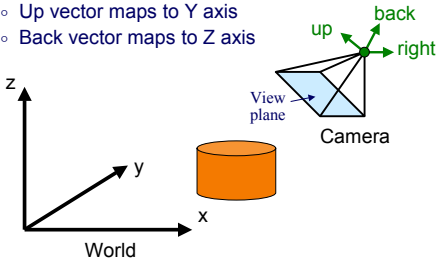 ◦ Up vector maps to Y axis
◦ Back vector maps to Z axis
back
up
right
View
plane
Camera
z
y
x
World